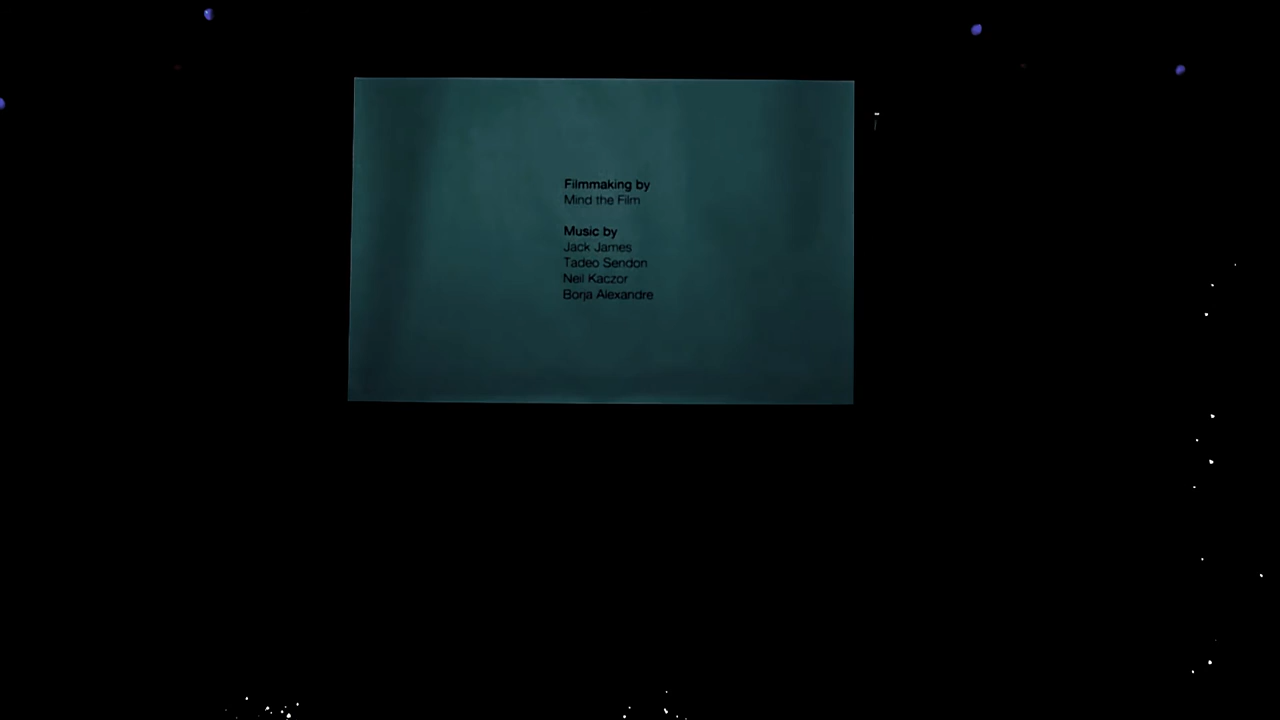 Filmmaking by
Mind the Film
Music by
Jack James
Tadeo Sendon
Neil Kaczor
Borja Alexandre